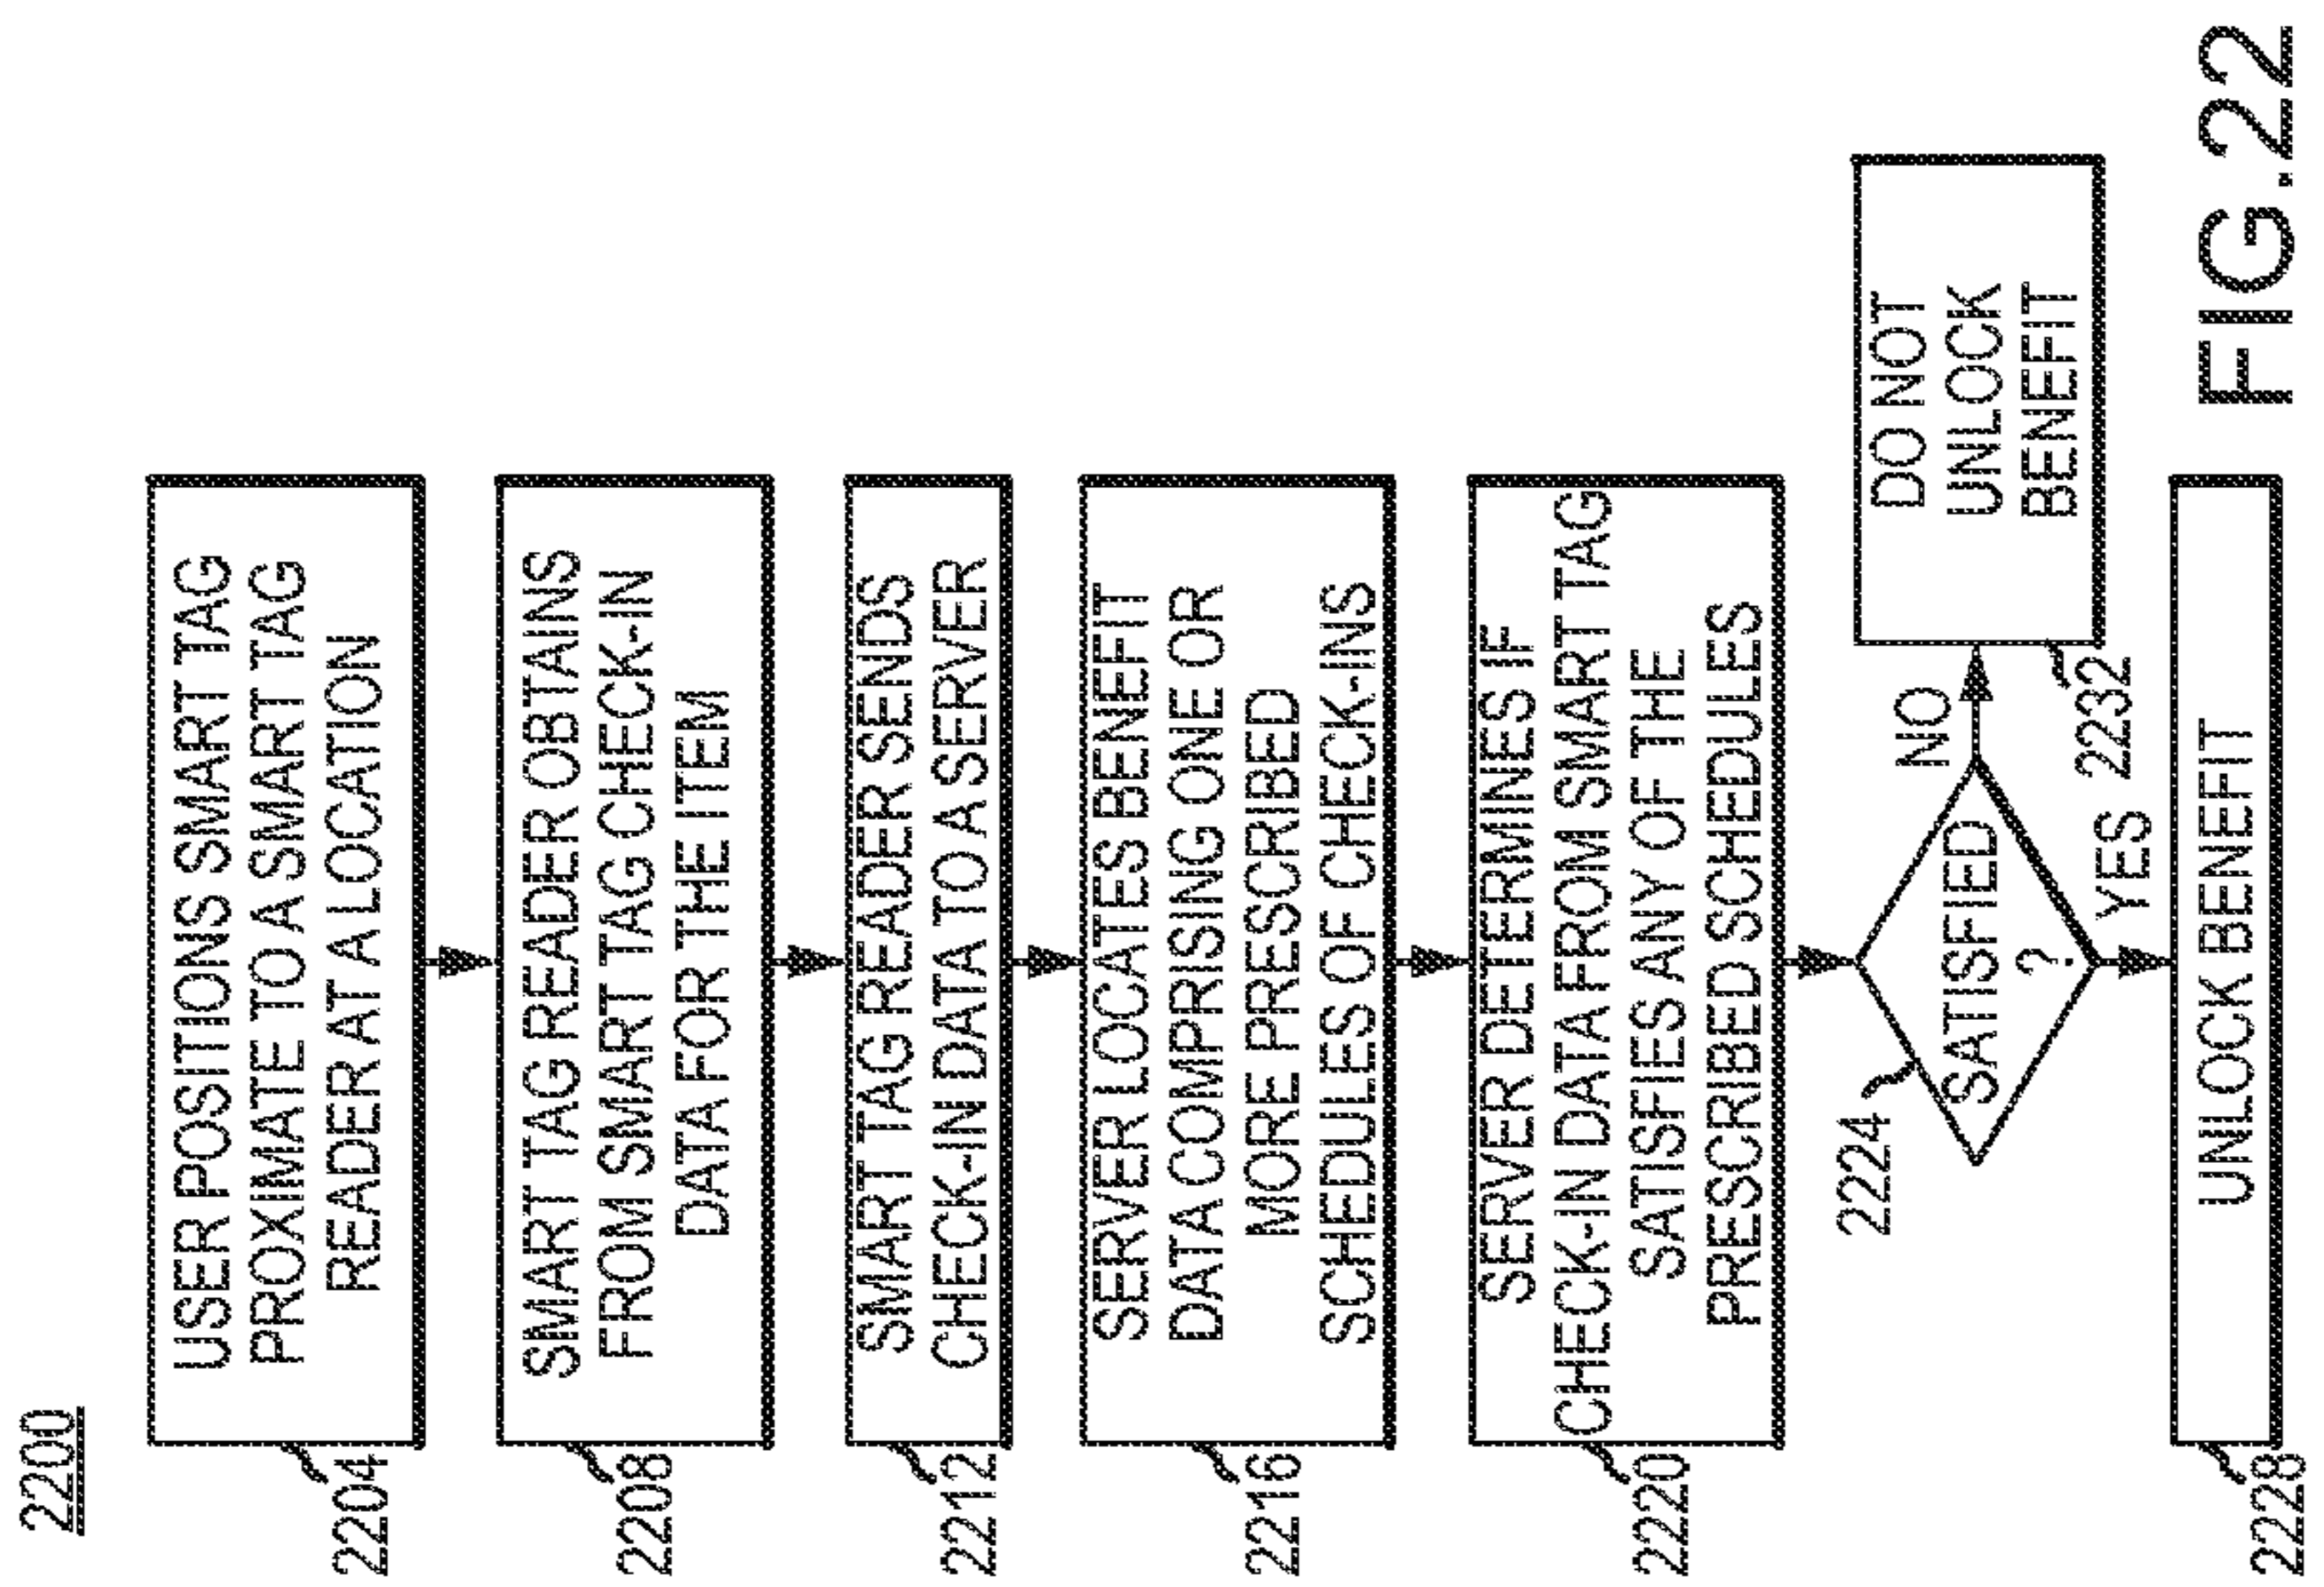 2200
USER POSITIONS SMART TAG
PROXIMATE TO A SMART TAG
READER AT A LOCATION
2204
SMART TAG READER OBTAINS
FROM SMART TAG CHECK-IN
DATA FOR THE ITEM
2208
SMART TAG READER SENDS
CHECK-IN DATA TO A SERVER
2212
SERVER LOCATES BENEFIT
DATA COMPRISING ONE OR
MORE PRESCRIBED
SCHEDULES OF CHECK-INS
2216
SERVER DETERMINES IF
CHECK-IN DATA FROM SMART TAG
SATISFIES ANY OF THE
PRESCRIBED SCHEDULES
2220
2224
SATISFIED
?
NO
DO NOT
UNLOCK
BENEFIT
2232
YES
UNLOCK BENEFIT
2228
FIG.22